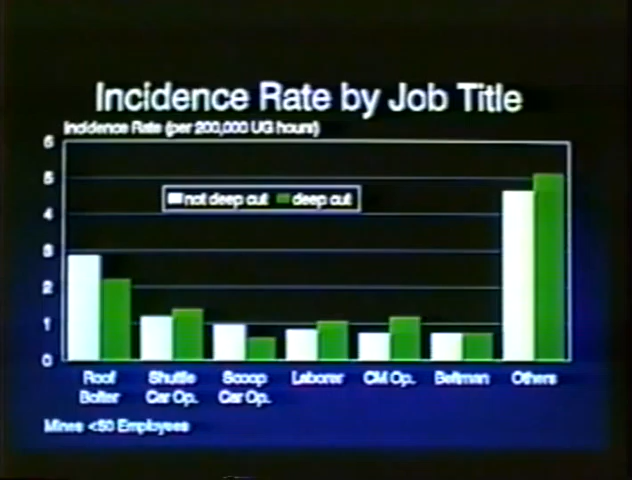 Incidence Rate by Job Title
Incidence Rate (per 200,000 UG hours)
6
5
4
3
2
1
0
not deep cut deep cut
Roof Bolter
Shuttle Car Op.
Scoop Car Op.
Laborer
CM Op.
Beltman
Others
Mines <50 Employees